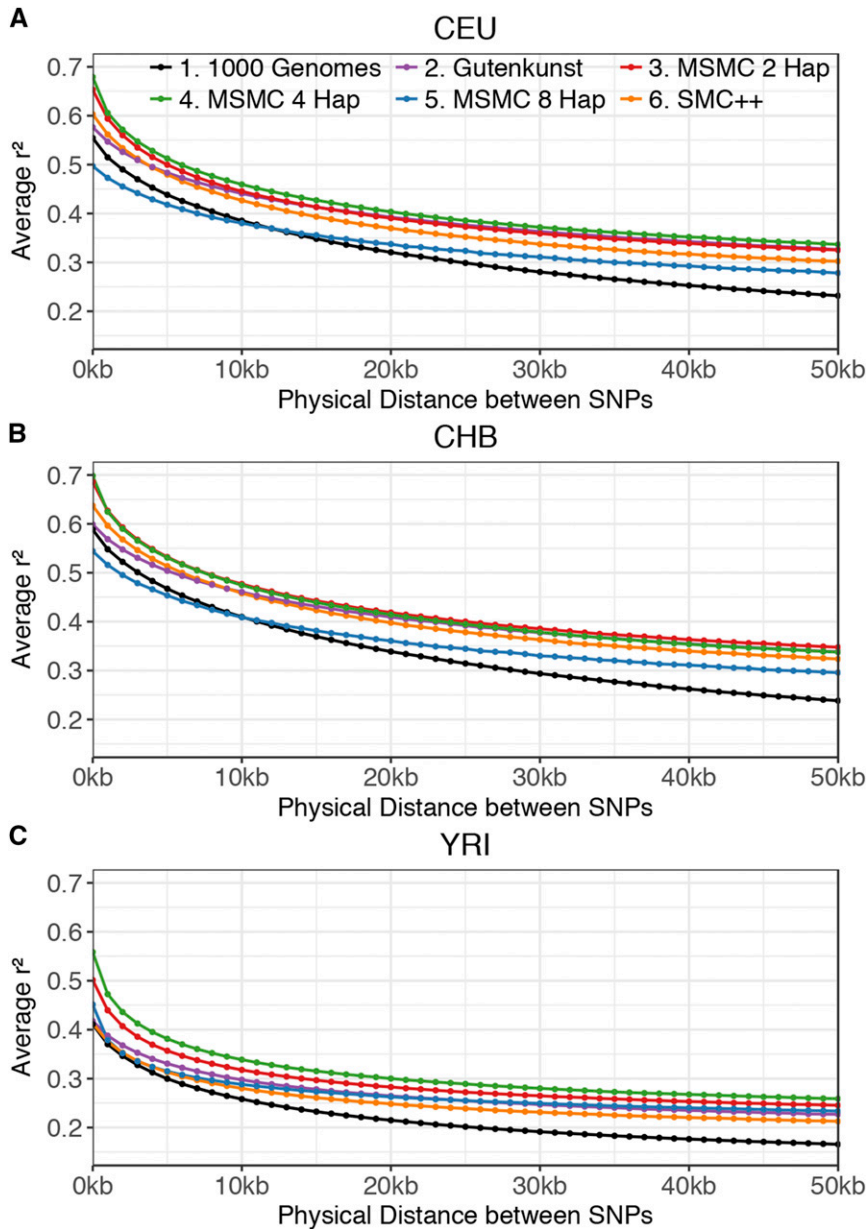 A
CEU
1. 1000 Genomes 2. Gutenkunst 3. MSMC 2 Hap
4. MSMC 4 Hap 5. MSMC 8 Hap 6. SMC++
Average r²
0.7
0.6
0.5
0.4
0.3
0.2
0kb 10kb 20kb 30kb 40kb 50kb
Physical Distance between SNPs
B
CHB
Average r²
0.7
0.6
0.5
0.4
0.3
0.2
0kb 10kb 20kb 30kb 40kb 50kb
Physical Distance between SNPs
C
YRI
Average r²
0.7
0.6
0.5
0.4
0.3
0.2
0kb 10kb 20kb 30kb 40kb 50kb
Physical Distance between SNPs